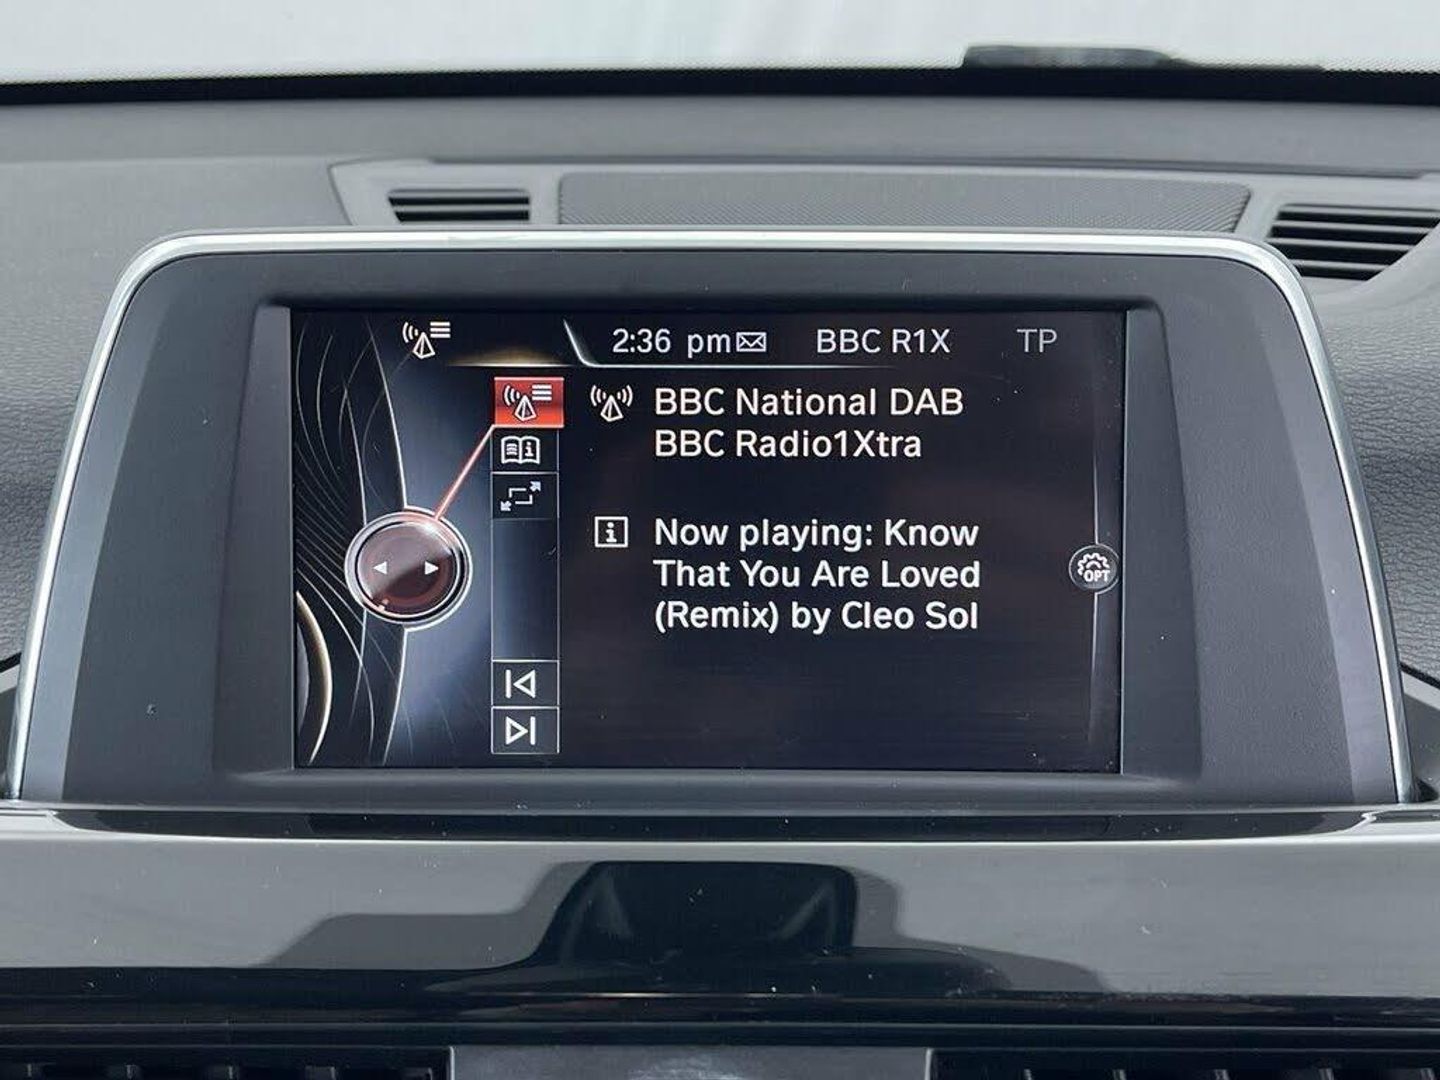 2:36 pm BBC R1X TP
BBC National DAB
BBC Radio1Xtra
Now playing: Know
That You Are Loved
(Remix) by Cleo Sol
OPT